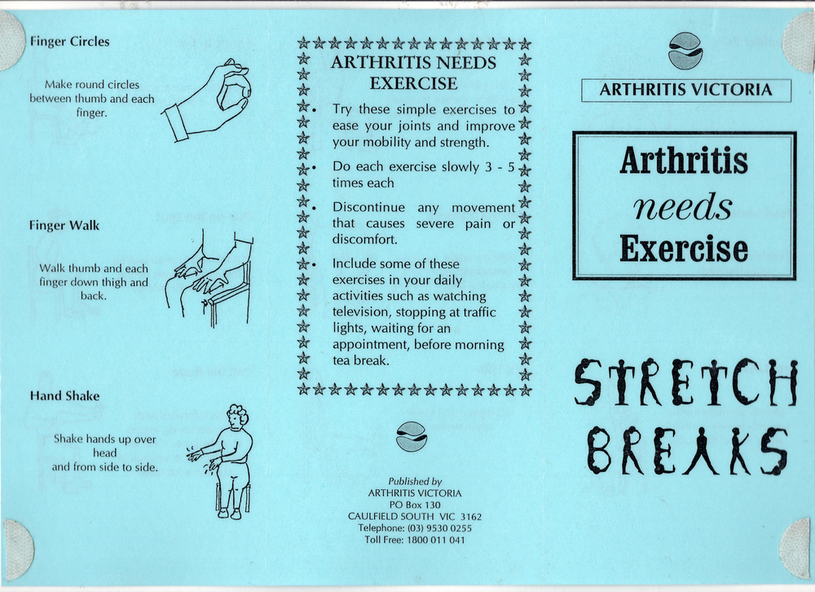 Finger Circles
Make round circles
between thumb and each
finger.
Finger Walk
Walk thumb and each
finger down thigh and
back.
Hand Shake
Shake hands up over
head
and from side to side.
ARTHRITIS NEEDS
EXERCISE
• Try these simple exercises to
ease your joints and improve
your mobility and strength.
• Do each exercise slowly 3 - 5
times each
• Discontinue any movement
that causes severe pain or
discomfort.
• Include some of these
exercises in your daily
activities such as watching
television, stopping at traffic
lights, waiting for an
appointment, before morning
tea break.
Published by
ARTHRITIS VICTORIA
PO Box 130
CAULFIELD SOUTH VIC 3162
Telephone: (03) 9530 0255
Toll Free: 1800 011 041
ARTHRITIS VICTORIA
Arthritis
needs
Exercise
STRETCH
BREAKS